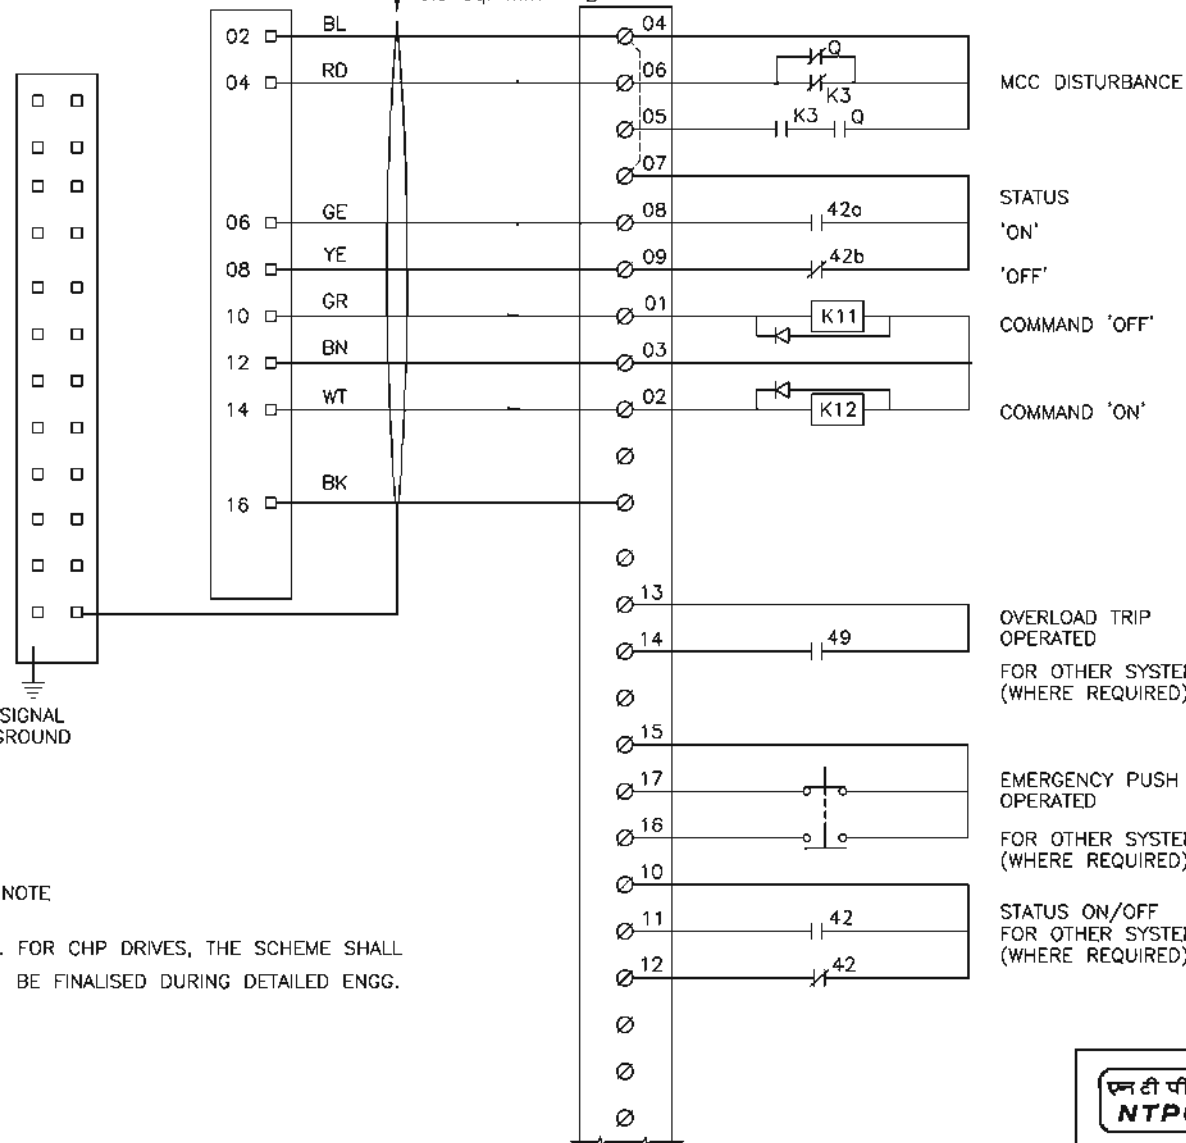 02 BL 04
Q
04 RD 06 MCC DISTURBANCE
K3
05 K3 Q
07
STATUS
06 GE 08 42a 'ON'
08 YE 09 42b 'OFF'
10 GR 01 K11 COMMAND 'OFF'
12 BN 03
14 WT 02 K12 COMMAND 'ON'
16 BK
13
OVERLOAD TRIP
14 49 OPERATED
FOR OTHER SYSTE
(WHERE REQUIRED)
SIGNAL
GROUND
15
17 EMERGENCY PUSH
OPERATED
16 FOR OTHER SYSTE
(WHERE REQUIRED)
10
NOTE
STATUS ON/OFF
11 42 FOR OTHER SYSTE
(WHERE REQUIRED)
. FOR CHP DRIVES, THE SCHEME SHALL
BE FINALISED DURING DETAILED ENGG.
12 42
एन टी पी
NTP